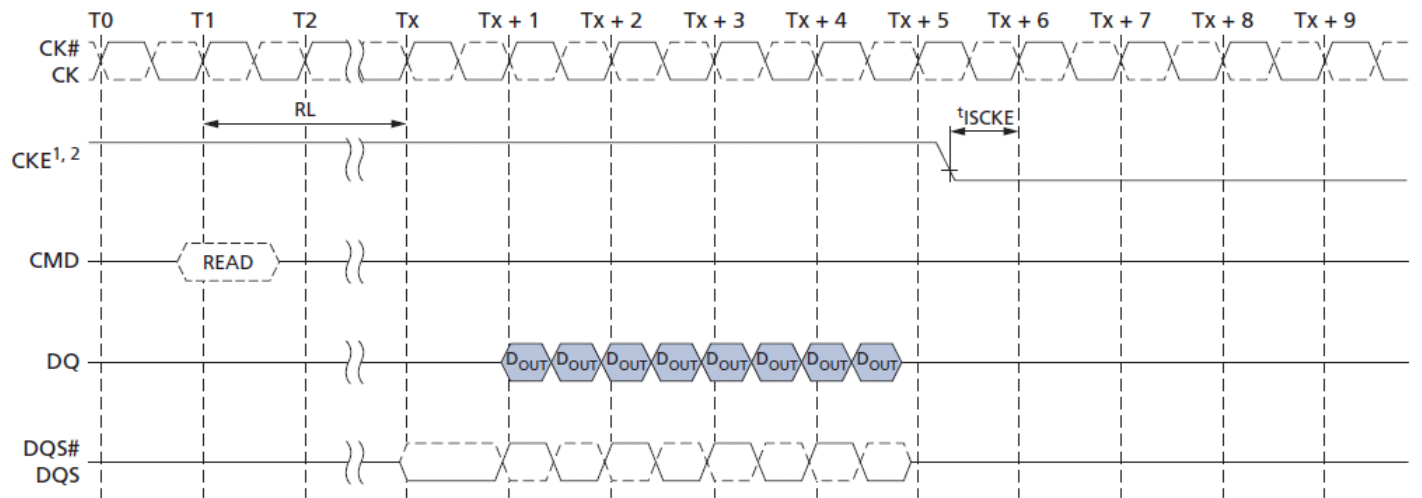 T0 T1 T2 Tx Tx + 1 Tx + 2 Tx + 3 Tx + 4 Tx + 5 Tx + 6 Tx + 7 Tx + 8 Tx + 9
CK#
CK
RL
tISCKE
CKE1, 2
CMD READ
DQ DOUT DOUT DOUT DOUT DOUT DOUT DOUT DOUT
DQS#
DQS